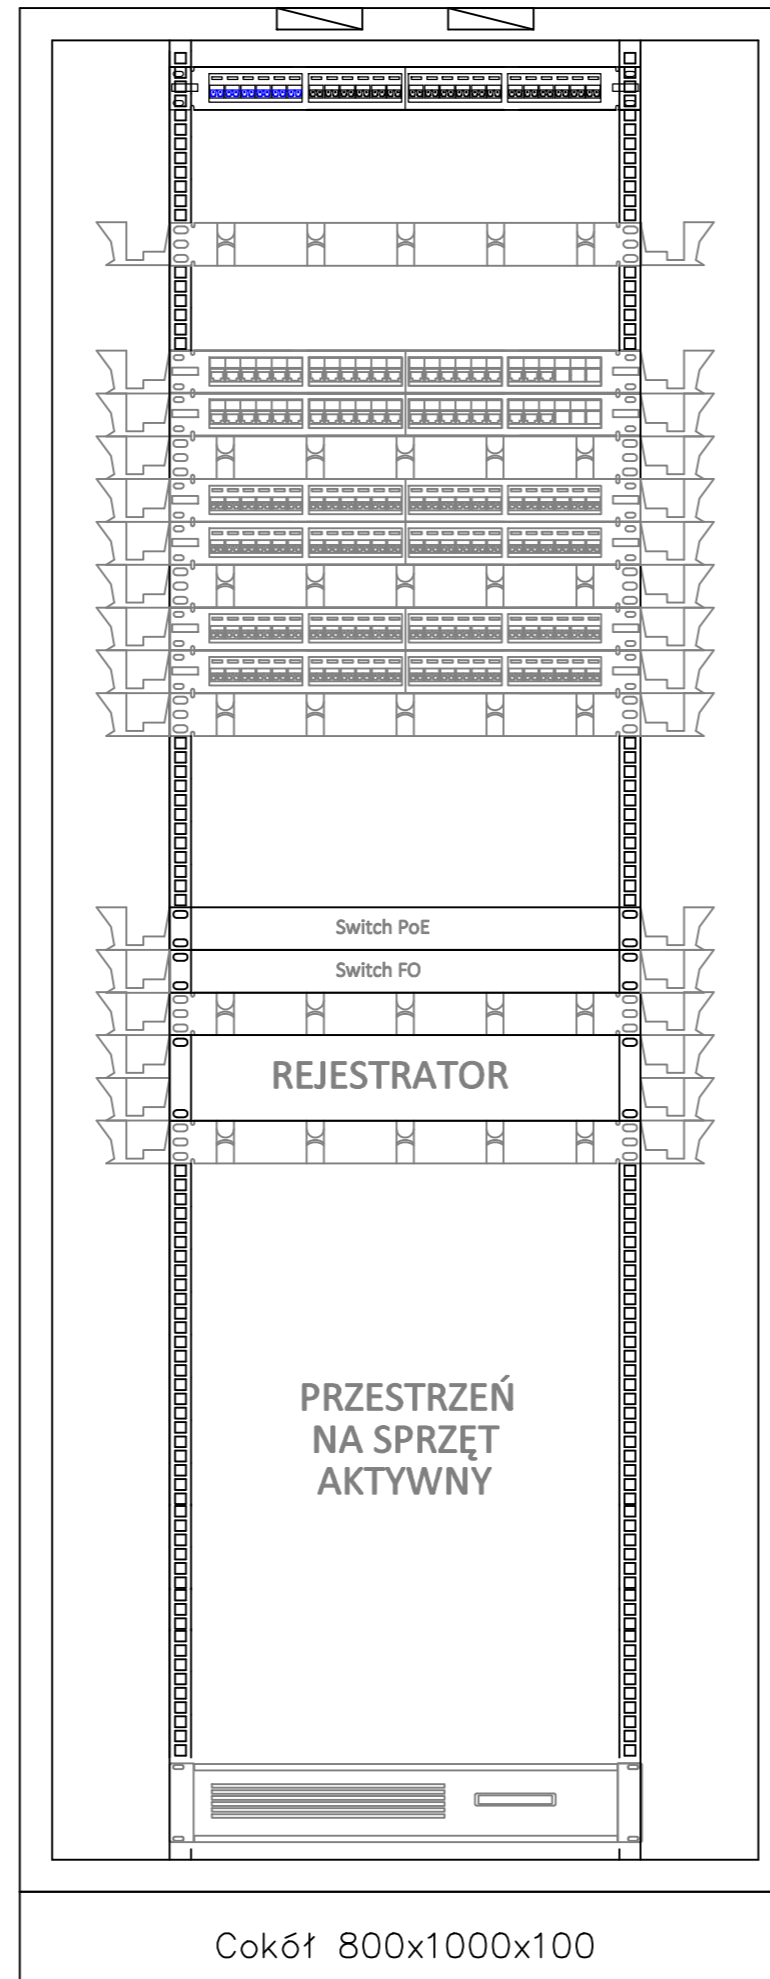 Switch PoE
Switch FO
REJESTRATOR
PRZESTRZEŃ
NA SPRZĘT
AKTYWNY
Cokół 800x1000x100